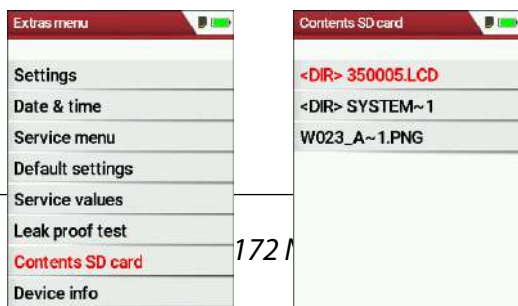 Extras menu
Settings
Date & time
Service menu
Default settings
Service values
Leak proof test
Contents SD card
Device info
Contents SD card
<DIR> 350005.LCD
<DIR> SYSTEM~1
W023_A~1.PNG
172